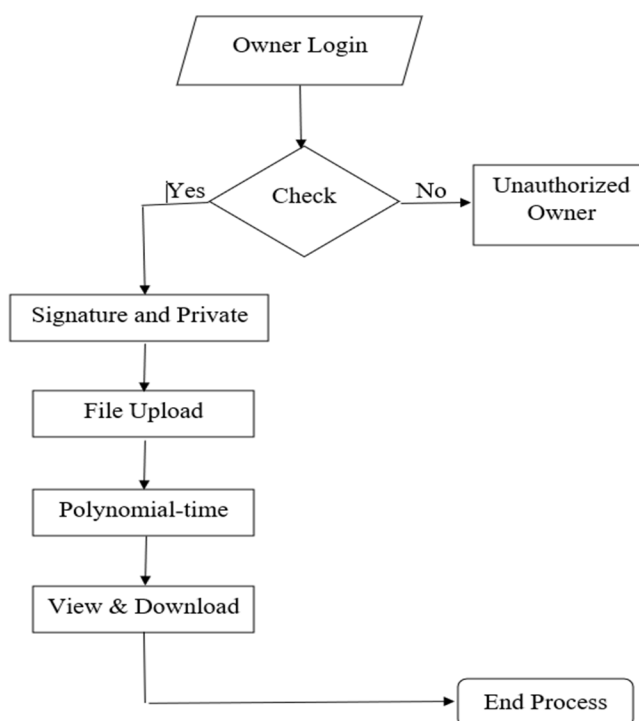 Owner Login
Yes
Check
No
Unauthorized
Owner
Signature and Private
File Upload
Polynomial-time
View & Download
End Process